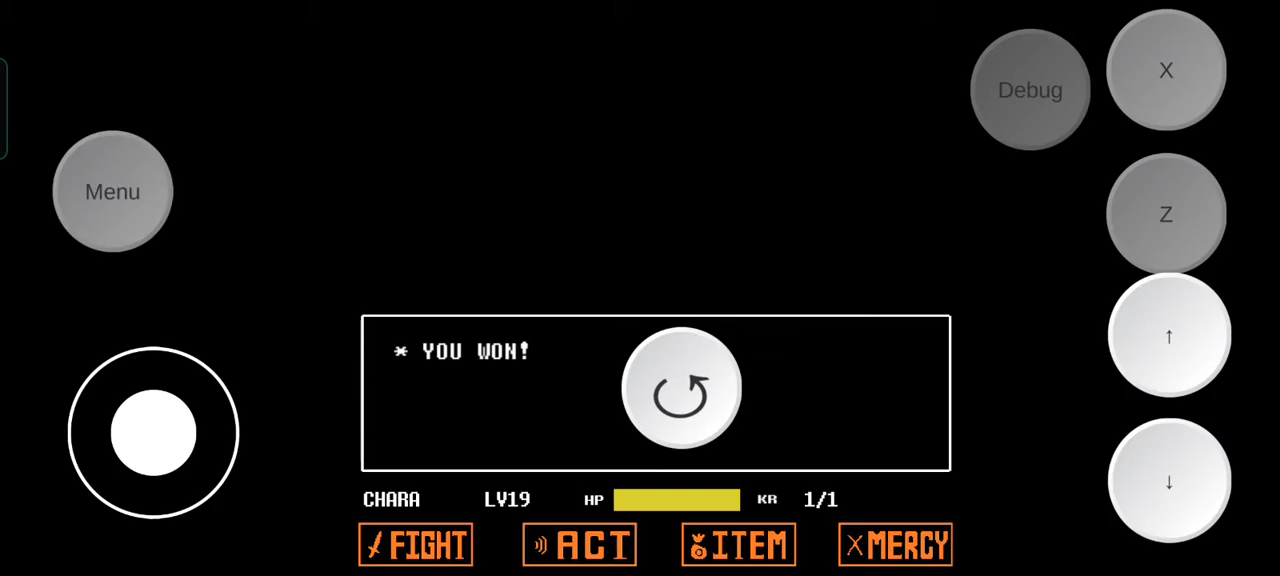 X
Debug
Menu
Z
↑
* YOU WON!
↓
CHARA LV19 HP KR 1/1
FIGHT ACT ITEM MERCY